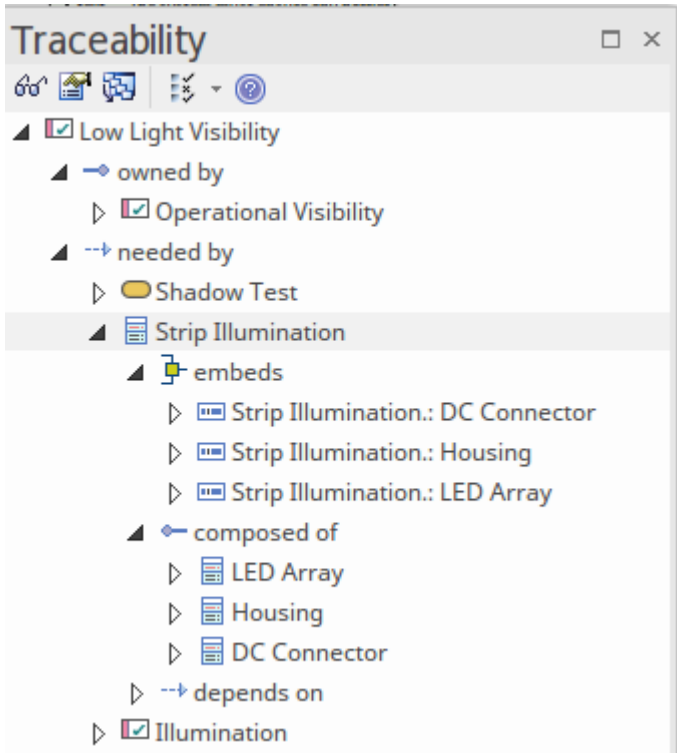 Traceability
Low Light Visibility
owned by
Operational Visibility
needed by
Shadow Test
Strip Illumination
embeds
Strip Illumination.: DC Connector
Strip Illumination.: Housing
Strip Illumination.: LED Array
composed of
LED Array
Housing
DC Connector
depends on
Illumination